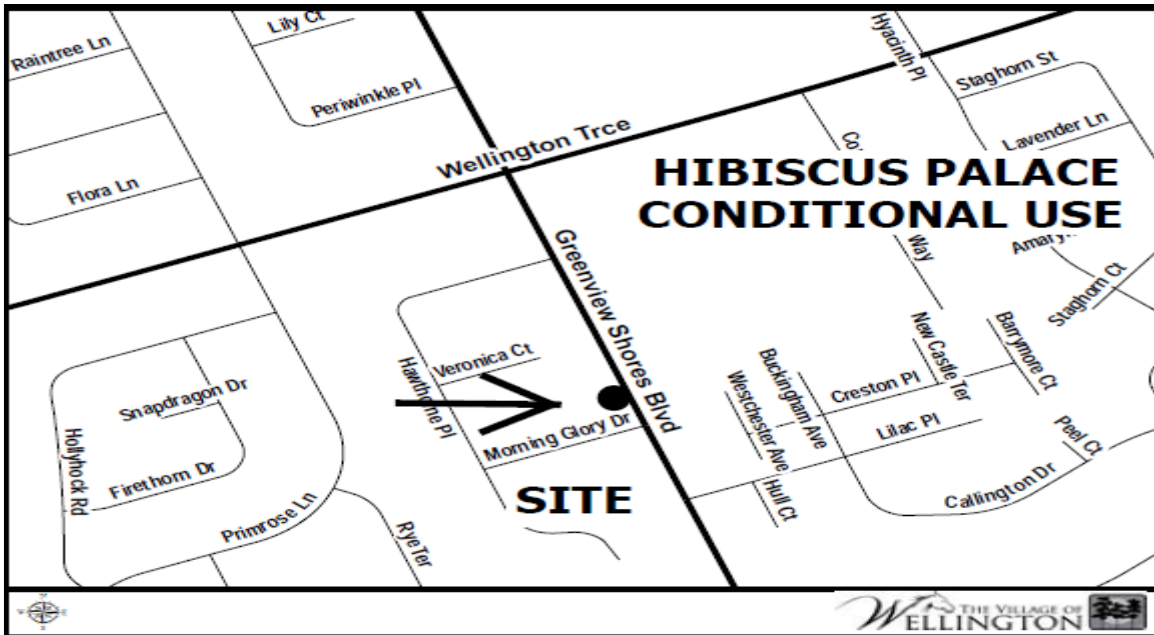 Raintree Ln
Lily Ct
Hyacinth Pl
Staghorn St
Periwinkle Pl
Wellington Trce
Lavender Ln
Flora Ln
HIBISCUS PALACE
CONDITIONAL USE
Way
Staghorn Ct
Greenview Shores Blvd
Veronica Ct
Hawthorne Pl
Snapdragon Dr
Hollyhock Rd
Firethorn Dr
Primrose Ln
Rye Ter
Morning Glory Dr
SITE
Westchester Ave
Buckingham Ave
Creston Pl
New Castle Ter
Barrymore Ct
Lilac Pl
Peel Ct
Hull Ct
Callington Dr
N
W
E
S
THE VILLAGE OF
WELLINGTON